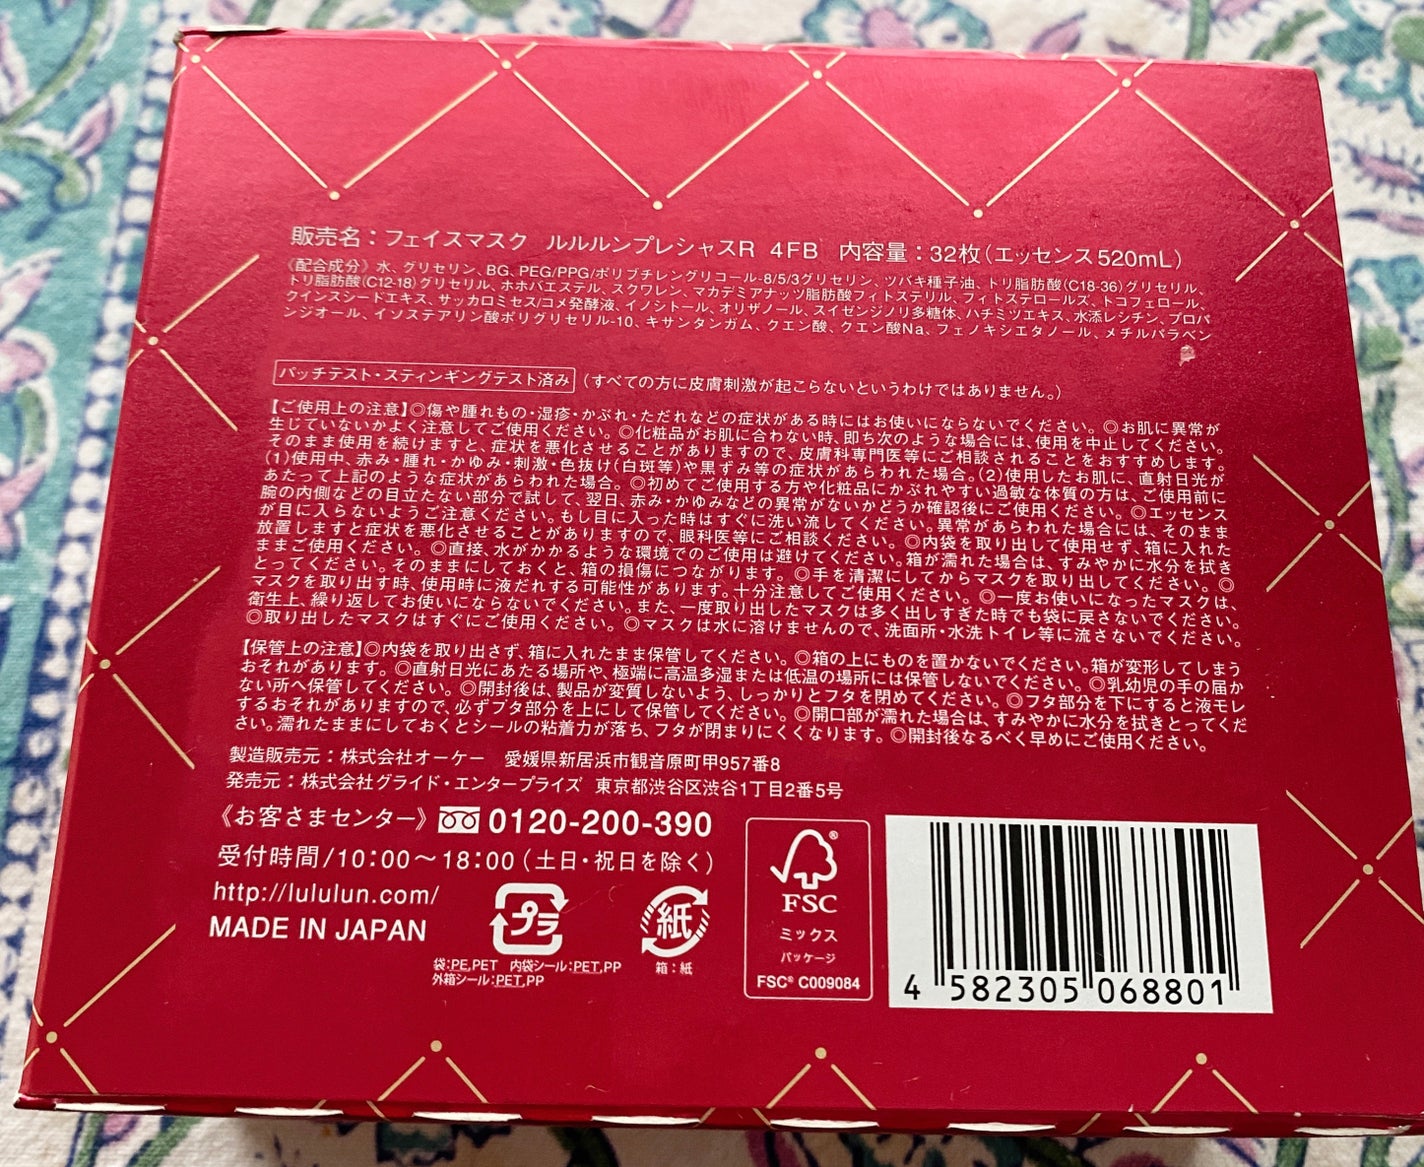 販売名：フェイスマスク　ルルルンプレシャスR 4FB　内容量：32枚（エッセンス520mL）
《配合成分》水、グリセリン、BG、PEG/PPG/ポリブチレングリコール-8/5/3グリセリン、ツバキ種子油、トリ脂肪酸(C18-36)グリセリル、
トリ脂肪酸(C12-18)グリセリル、ホホバエステル、スクワレン、マカデミアナッツ脂肪酸フィトステリル、フィトステロールズ、トコフェロール、
クインスシードエキス、サッカロミセス/コメ発酵液、イノシトール、オリザノール、スイゼンジノリ多糖体、ハチミツエキス、水添レシチン、プロパ
ンジオール、イソステアリン酸ポリグリセリル-10、キサンタンガム、クエン酸、クエン酸Na、フェノキシエタノール、メチルパラベン
パッチテスト・スティンギングテスト済み（すべての方に皮膚刺激が起こらないというわけではありません。）
【ご使用上の注意】◎傷や腫れもの・湿疹・かぶれ・ただれなどの症状がある時にはお使いにならないでください。◎お肌に異常が
生じていないかよく注意してご使用ください。◎化粧品がお肌に合わない時、即ち次のような場合には、使用を中止してください。
そのまま使用を続けますと、症状を悪化させることがありますので、皮膚科専門医等にご相談されることをおすすめします。
(1)使用中、赤み・腫れ・かゆみ・刺激・色抜け(白斑等)や黒ずみ等の症状があらわれた場合。(2)使用したお肌に、直射日光が
あたって上記のような症状があらわれた場合。◎初めてご使用する方や化粧品にかぶれやすい過敏な体質の方は、ご使用前に
腕の内側などの目立たない部分で試して、翌日、赤み・かゆみなどの異常がないかどうか確認後にご使用ください。◎エッセンス
が目に入らないようご注意ください。もし目に入った時はすぐに洗い流してください。異常があらわれた場合には、そのまま
放置しますと症状を悪化させることがありますので、眼科医等にご相談ください。◎内袋を取り出して使用せず、箱に入れた
ままご使用ください。◎直接、水がかかるような環境でのご使用は避けてください。箱が濡れた場合は、すみやかに水分を拭き
とってください。そのままにしておくと、箱の損傷につながります。◎手を清潔にしてからマスクを取り出してください。◎
マスクを取り出す時、使用時に液だれする可能性があります。十分注意してご使用ください。◎一度お使いになったマスクは、
衛生上、繰り返してお使いにならないでください。また、一度取り出したマスクは多く出しすぎた時でも袋に戻さないでください。
◎取り出したマスクはすぐにご使用ください。◎マスクは水に溶けませんので、洗面所・水洗トイレ等に流さないでください。
【保管上の注意】◎内袋を取り出さず、箱に入れたまま保管してください。◎箱の上にものを置かないでください。箱が変形してしまう
おそれがあります。◎直射日光にあたる場所や、極端に高温多湿または低温の場所には保管しないでください。◎乳幼児の手の届か
ない所へ保管してください。◎開封後は、製品が変質しないよう、しっかりとフタを閉めてください。◎フタ部分を下にすると液モレ
するおそれがありますので、必ずフタ部分を上にして保管してください。◎開口部が濡れた場合は、すみやかに水分を拭きとってくだ
さい。濡れたままにしておくとシールの粘着力が落ち、フタが閉まりにくくなります。◎開封後なるべく早めにご使用ください。
製造販売元：株式会社オーケー　愛媛県新居浜市観音原町甲957番8
発売元：株式会社グライド・エンタープライズ　東京都渋谷区渋谷1丁目2番5号
《お客さまセンター》0120-200-390
受付時間/10：00〜18：00（土日・祝日を除く）
http://lululun.com/
MADE IN JAPAN
プラ
袋：PE,PET　内袋シール：PET,PP
外箱シール：PET,PP
紙
箱：紙
FSC
ミックス
パッケージ
FSC® C009084
4 582305 068801